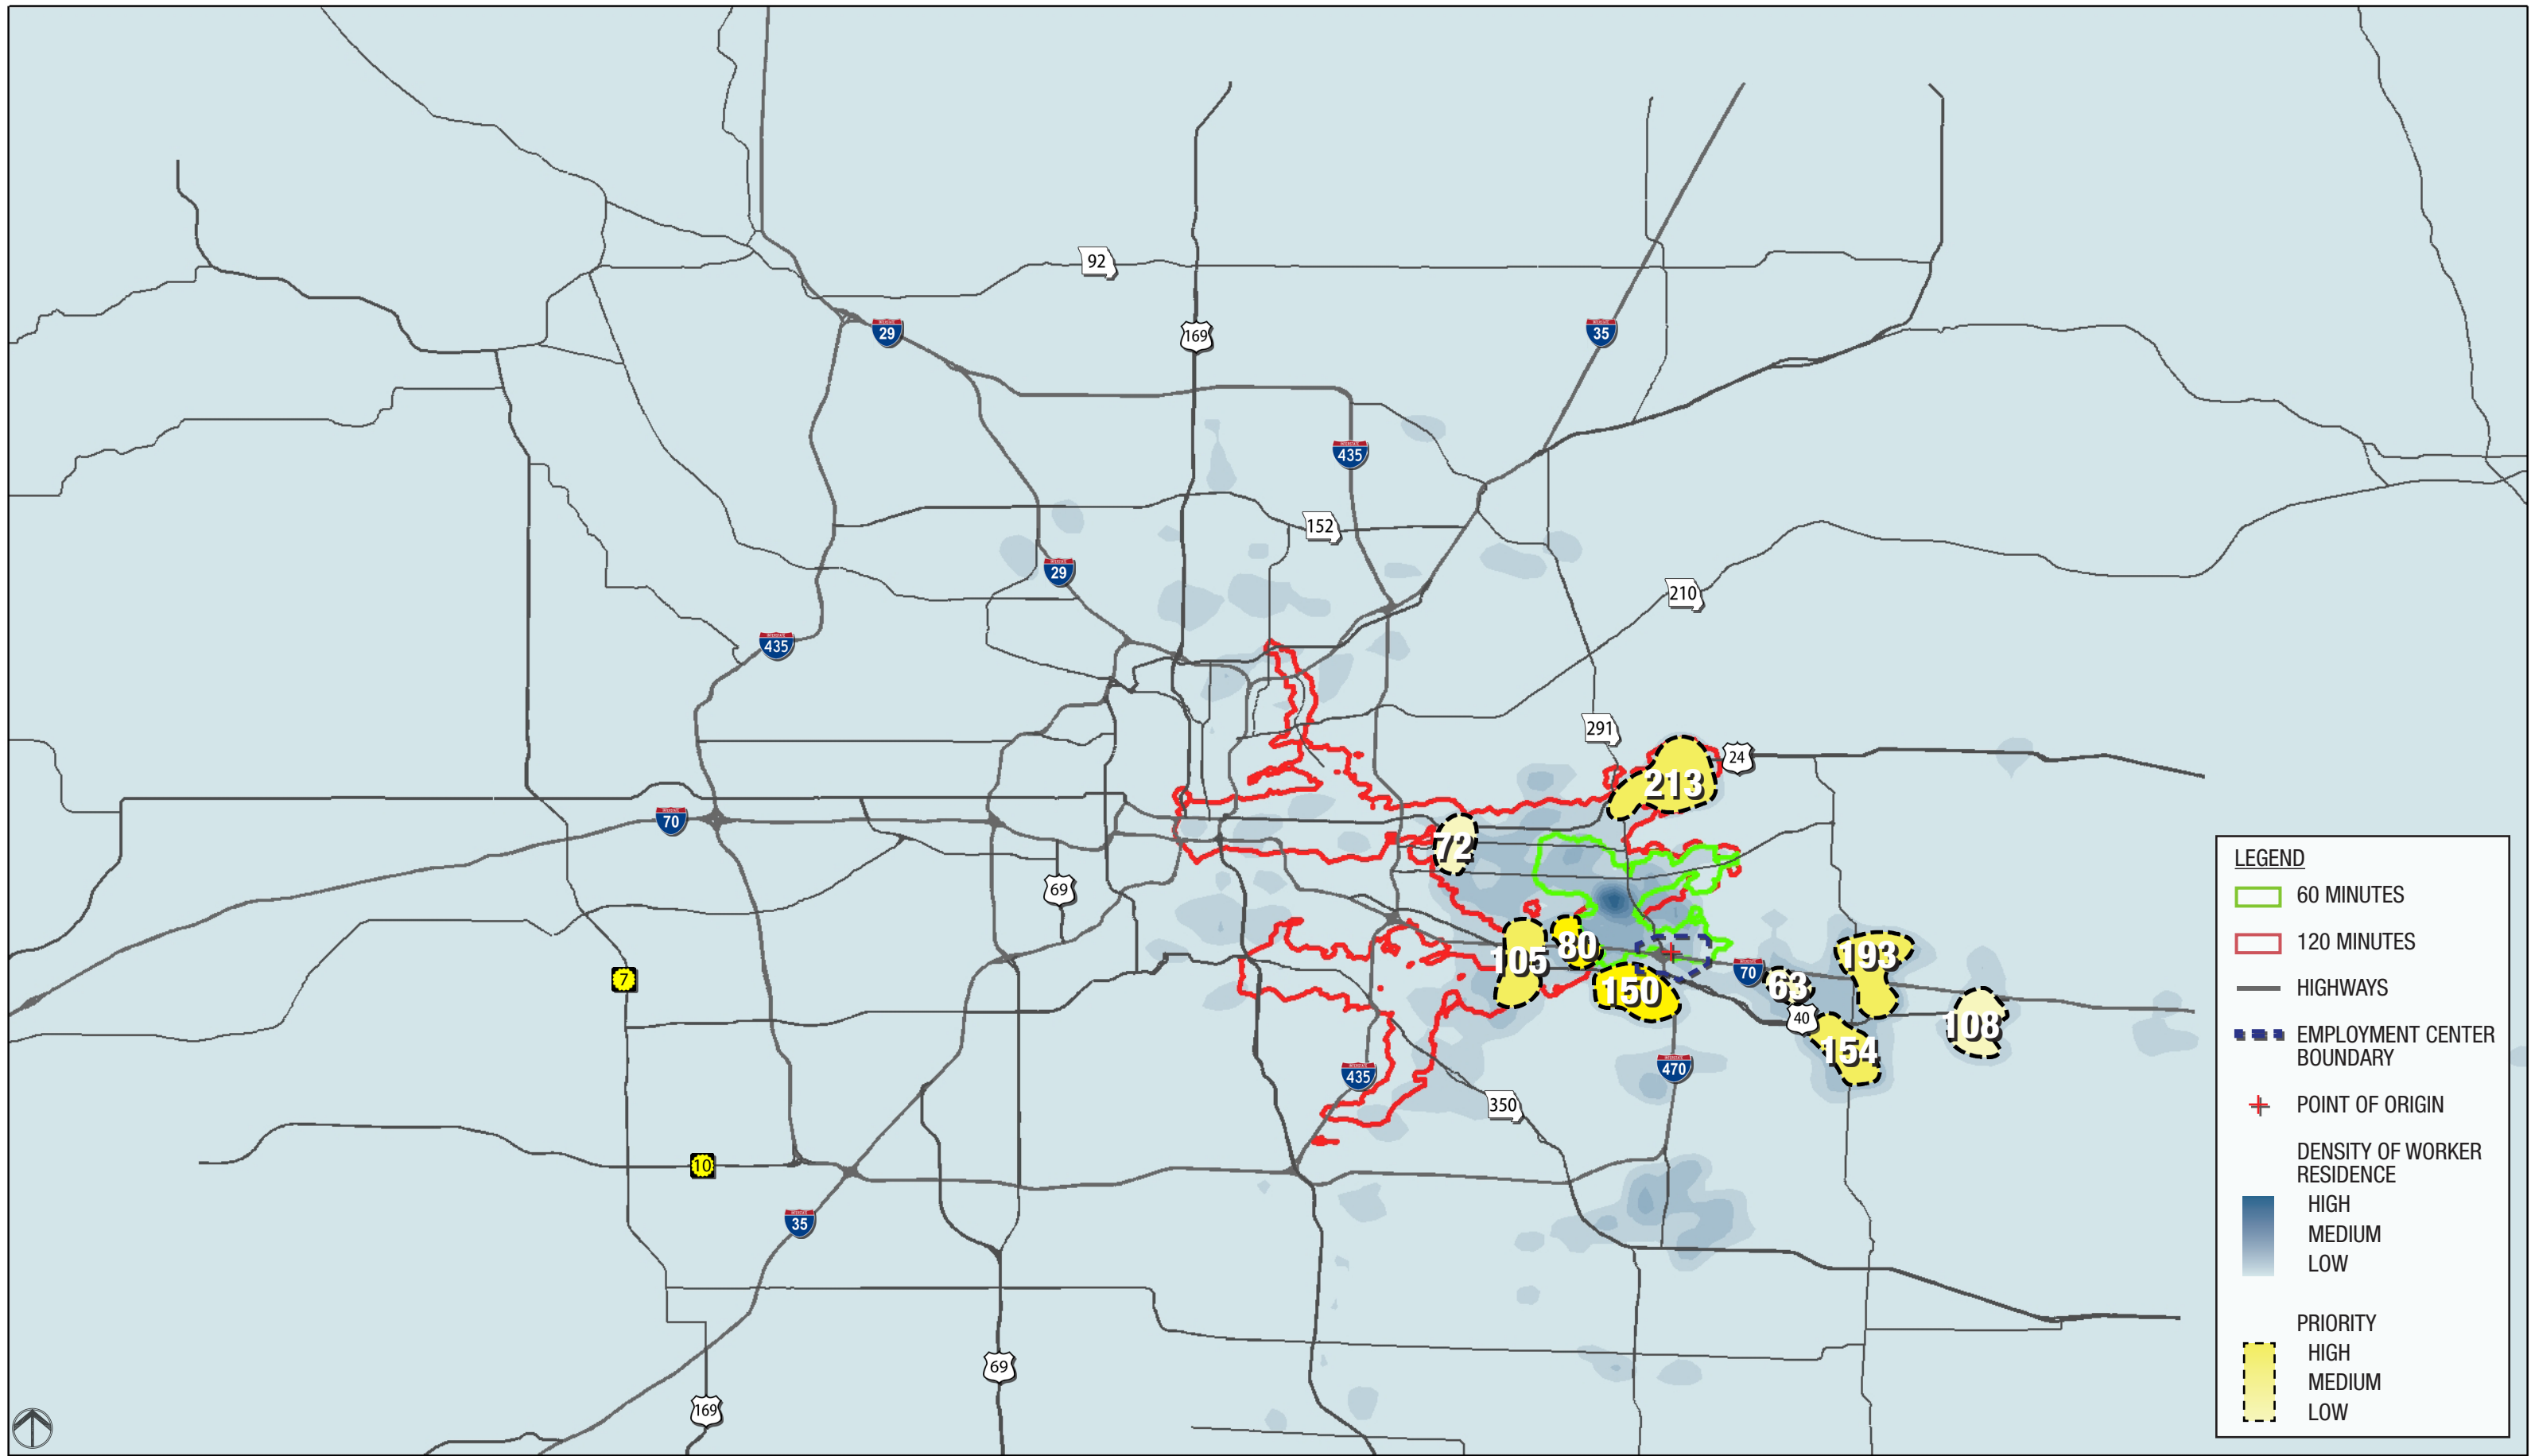 92
29
169
35
435
152
29
210
435
291
24
213
70
72
69
80
105
193
7
70
63
150
40
108
154
435
470
350
10
35
69
169
LEGEND
60 MINUTES
120 MINUTES
HIGHWAYS
EMPLOYMENT CENTER
BOUNDARY
POINT OF ORIGIN
DENSITY OF WORKER
RESIDENCE
HIGH
MEDIUM
LOW
PRIORITY
HIGH
MEDIUM
LOW